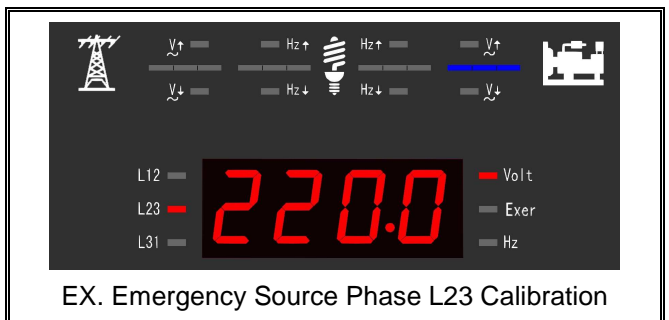 V↑ Hz↑ Hz↑ V↑
V↓ Hz↓ Hz↓ V↓
L12 Volt
L23 220.0 Exer
L31 Hz
EX. Emergency Source Phase L23 Calibration